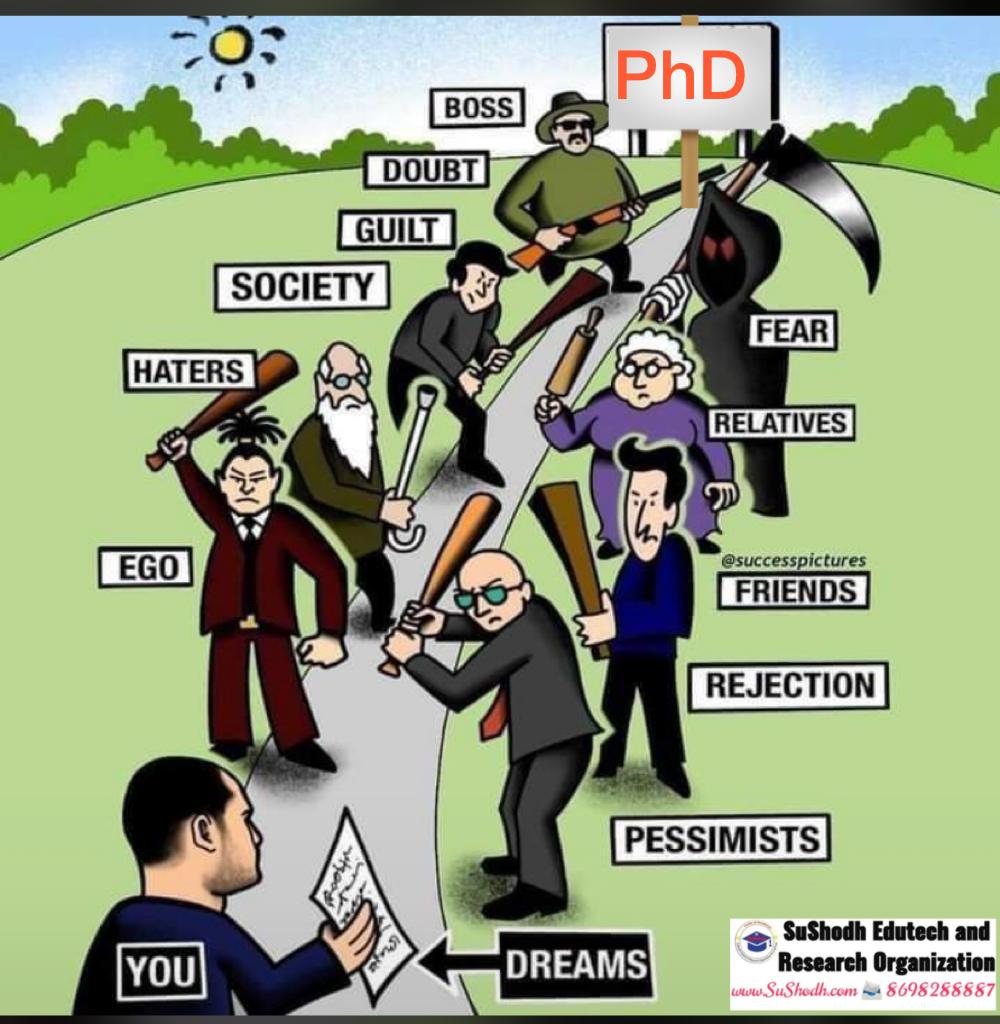 PhD
BOSS
DOUBT
GUILT
SOCIETY
FEAR
HATERS
RELATIVES
@successpictures
EGO
FRIENDS
REJECTION
PESSIMISTS
YOU
DREAMS
SuShodh Edutech and
Research Organization
www.SuShodh.com 8698288887